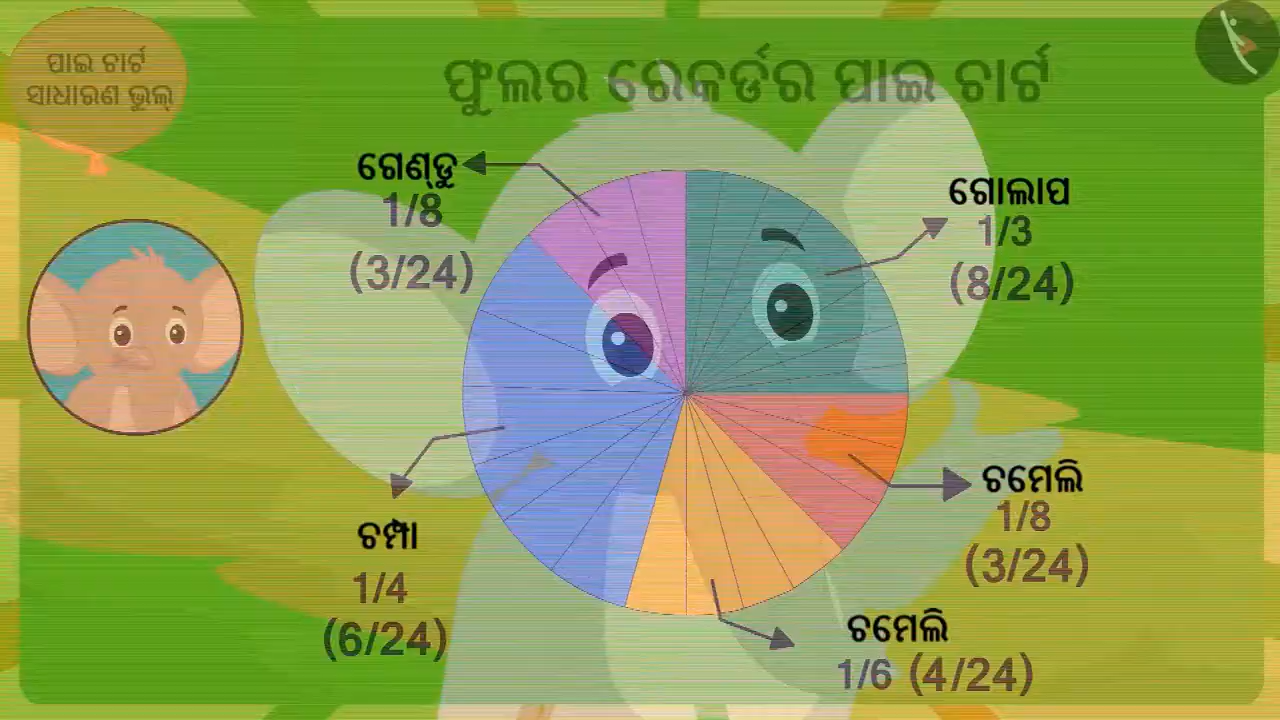 ପାଇ ଚାର୍ଟ
ସାଧାରଣ ଭୁଲ୍
ଫୁଲର ରେକର୍ଡର ପାଇ ଚାର୍ଟ
ଗେଣ୍ଡୁ
1/8
(3/24)
ଗୋଲାପ
1/3
(8/24)
ଚମେଲି
1/8
(3/24)
ଚମ୍ପା
1/4
(6/24)
ଚମେଲି
1/6 (4/24)